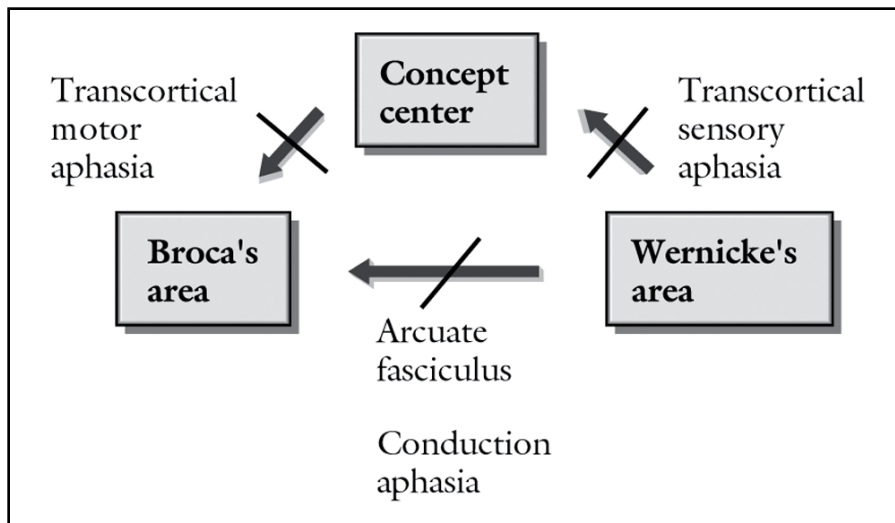 Concept
center
Transcortical
motor
aphasia
Transcortical
sensory
aphasia
Broca's
area
Wernicke's
area
Arcuate
fasciculus
Conduction
aphasia